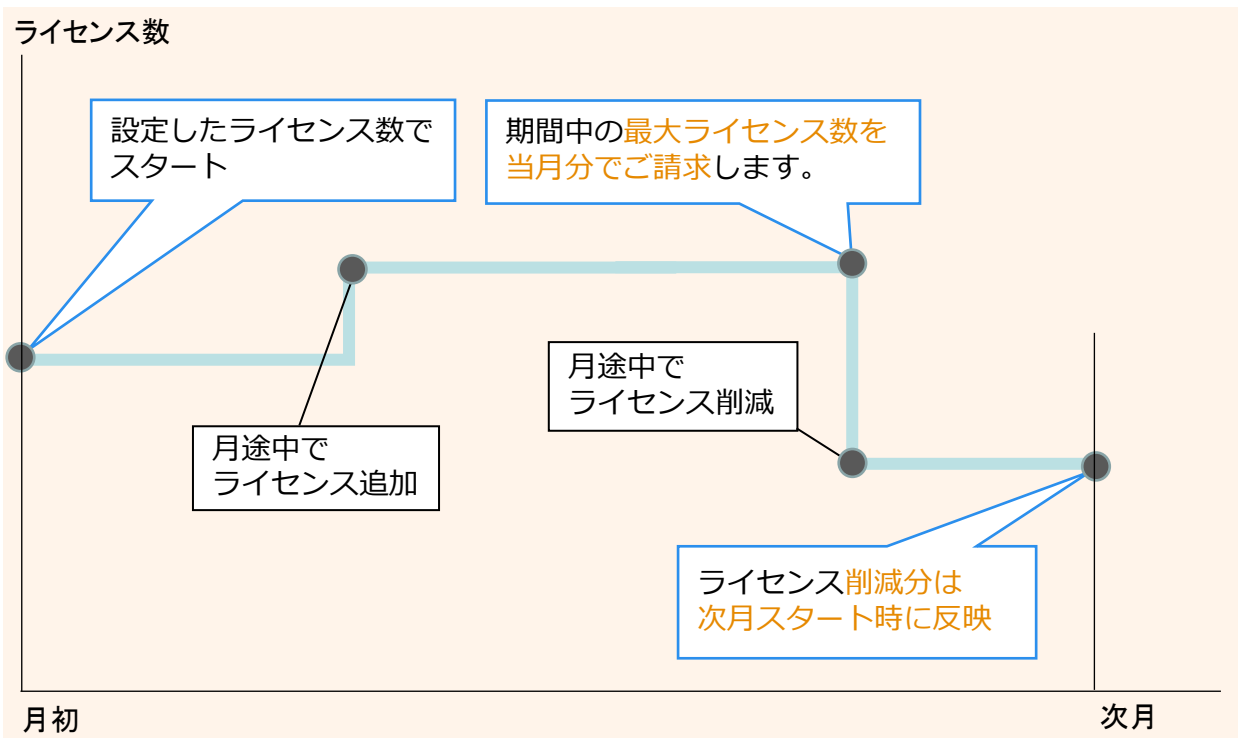 ライセンス数
設定したライセンス数で
スタート
期間中の最大ライセンス数を
当月分でご請求します。
月途中で
ライセンス削減
月途中で
ライセンス追加
ライセンス削減分は
次月スタート時に反映
月初
次月